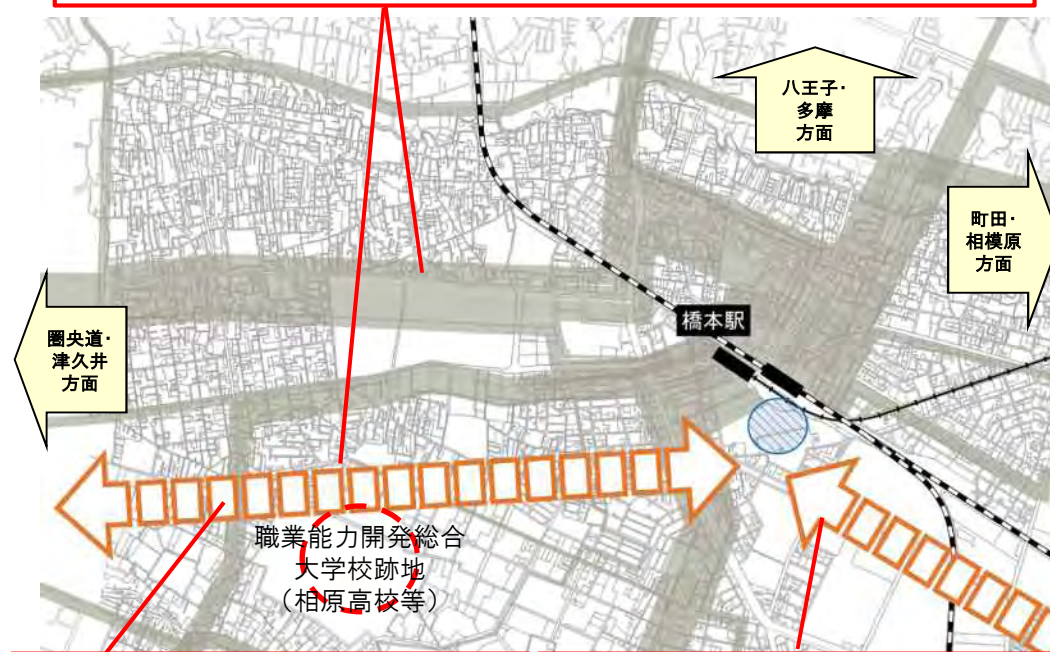 八王子・
多摩
方面
町田・
相模原
方面
橋本駅
圏央道・
津久井
方面
職業能力開発総合
大学校跡地
（相原高校等）